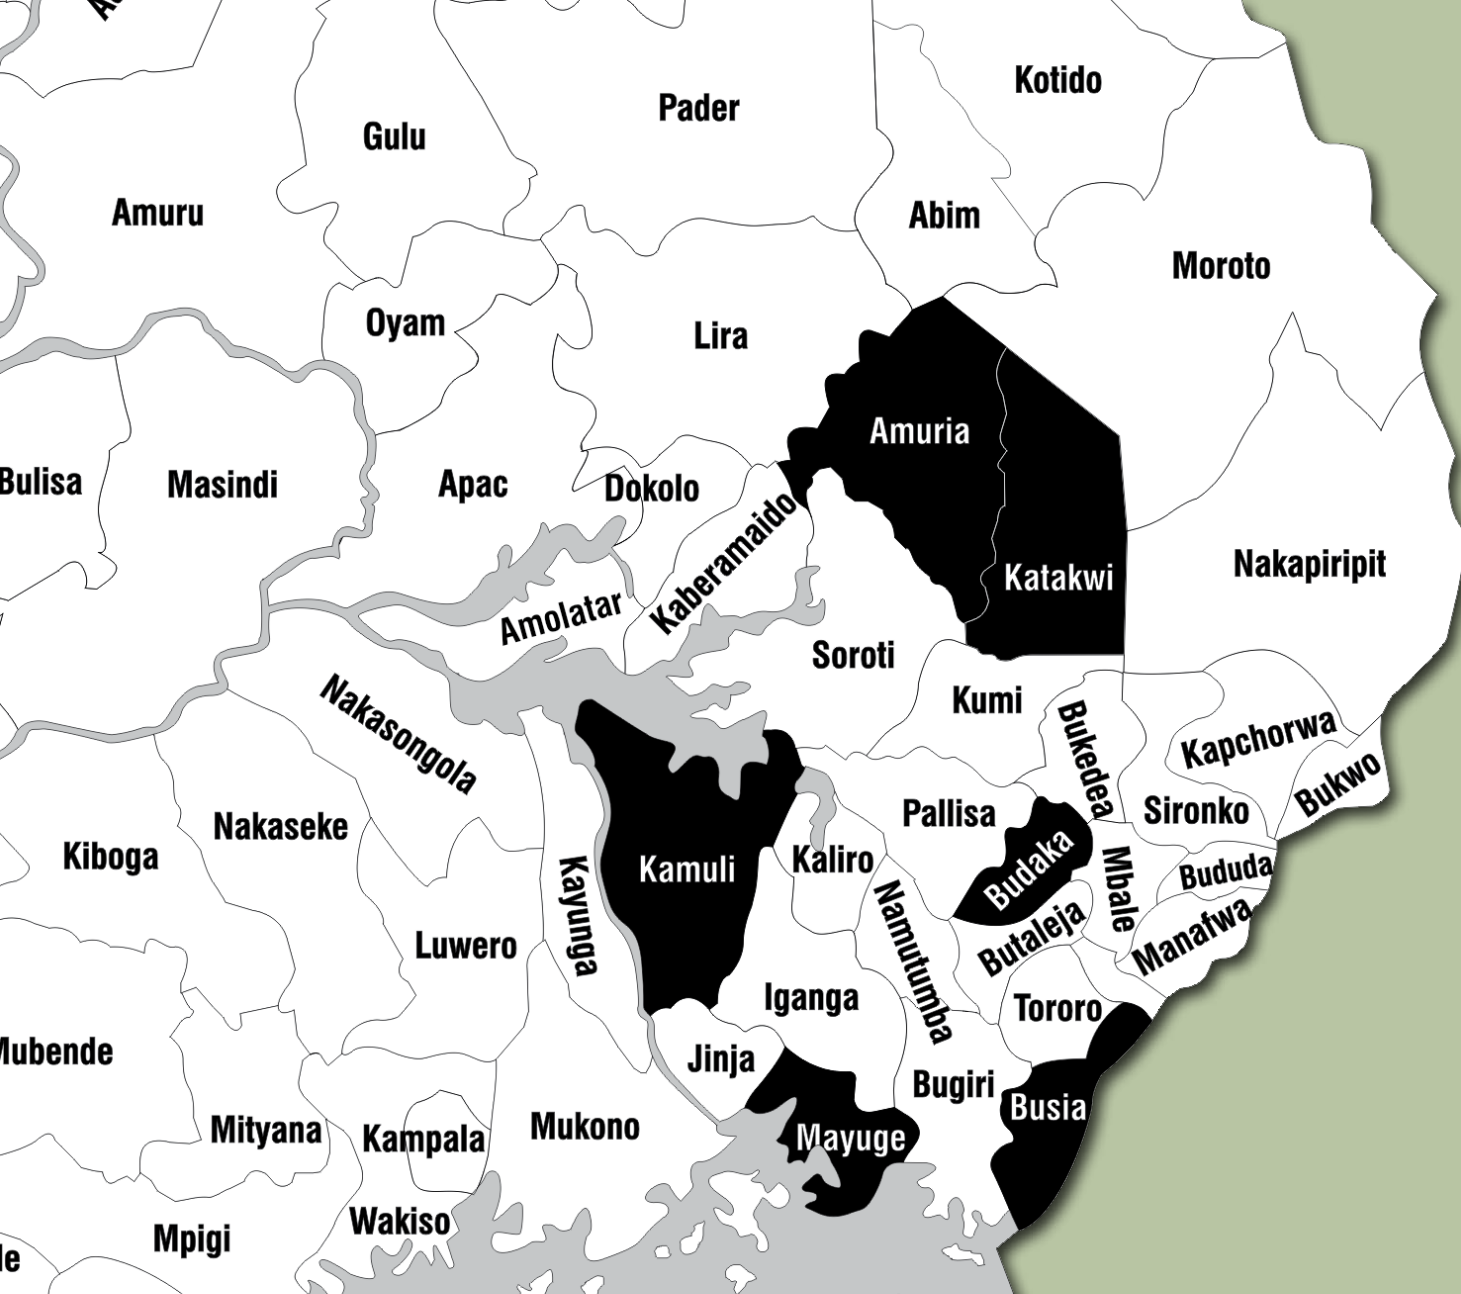 Kotido
Pader
Gulu
Amuru
Abim
Moroto
Oyam
Lira
Amuria
Bulisa
Masindi
Apac
Dokolo
Kaberamaido
Katakwi
Nakapiripit
Amolatar
Soroti
Kumi
Nakasongola
Bukedea
Kapchorwa
Bukwo
Pallisa
Sironko
Nakaseke
Kiboga
Kamuli
Kaliro
Budaka
Mbale
Bududa
Kayunga
Namutumba
Butaleja
Manafwa
Luwero
Iganga
Tororo
Mubende
Jinja
Bugiri
Busia
Mityana
Kampala
Mukono
Mayuge
Wakiso
Mpigi